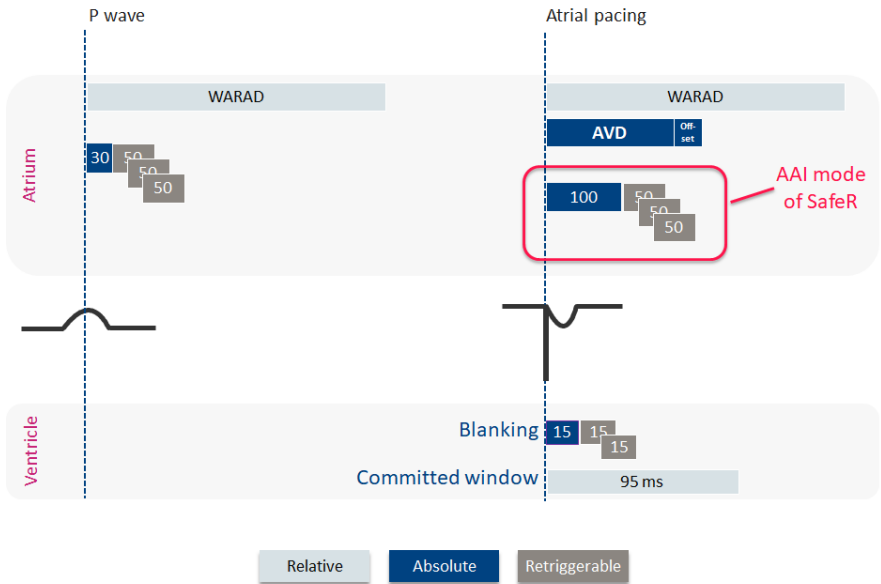 P wave
Atrial pacing
WARAD
WARAD
AVD
Off-
set
Atrium
30
50
50
50
100
50
50
50
AAI mode
of SafeR
Ventricle
Blanking
15
15
15
Committed window
95 ms
Relative
Absolute
Retriggerable